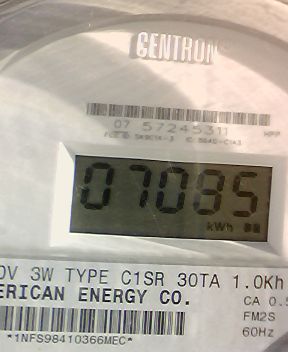 CENTRON
07 57245311 HPP
07085
kWh
0V 3W TYPE C1SR 30TA 1.0Kh
ERICAN ENERGY CO.
CA 0.5
FM2S
60Hz
*1NFS98410366MEC*